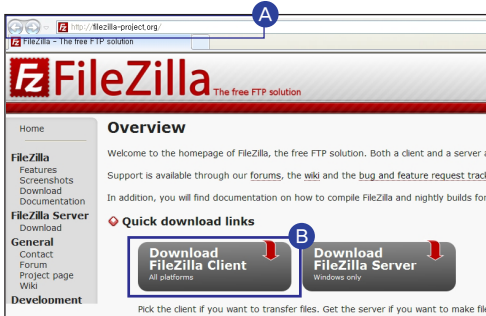 A
http://filezilla-project.org/
FileZilla - The free FTP solution
FileZilla The free FTP solution
Home
FileZilla
Features
Screenshots
Download
Documentation
FileZilla Server
Download
General
Contact
Forum
Project page
Wiki
Development
Overview
Welcome to the homepage of FileZilla, the free FTP solution. Both a client and a server a
Support is available through our forums, the wiki and the bug and feature request track
In addition, you will find documentation on how to compile FileZilla and nightly builds for
Quick download links
B
Download
FileZilla Client
All platforms
Download
FileZilla Server
Windows only
Pick the client if you want to transfer files. Get the server if you want to make file